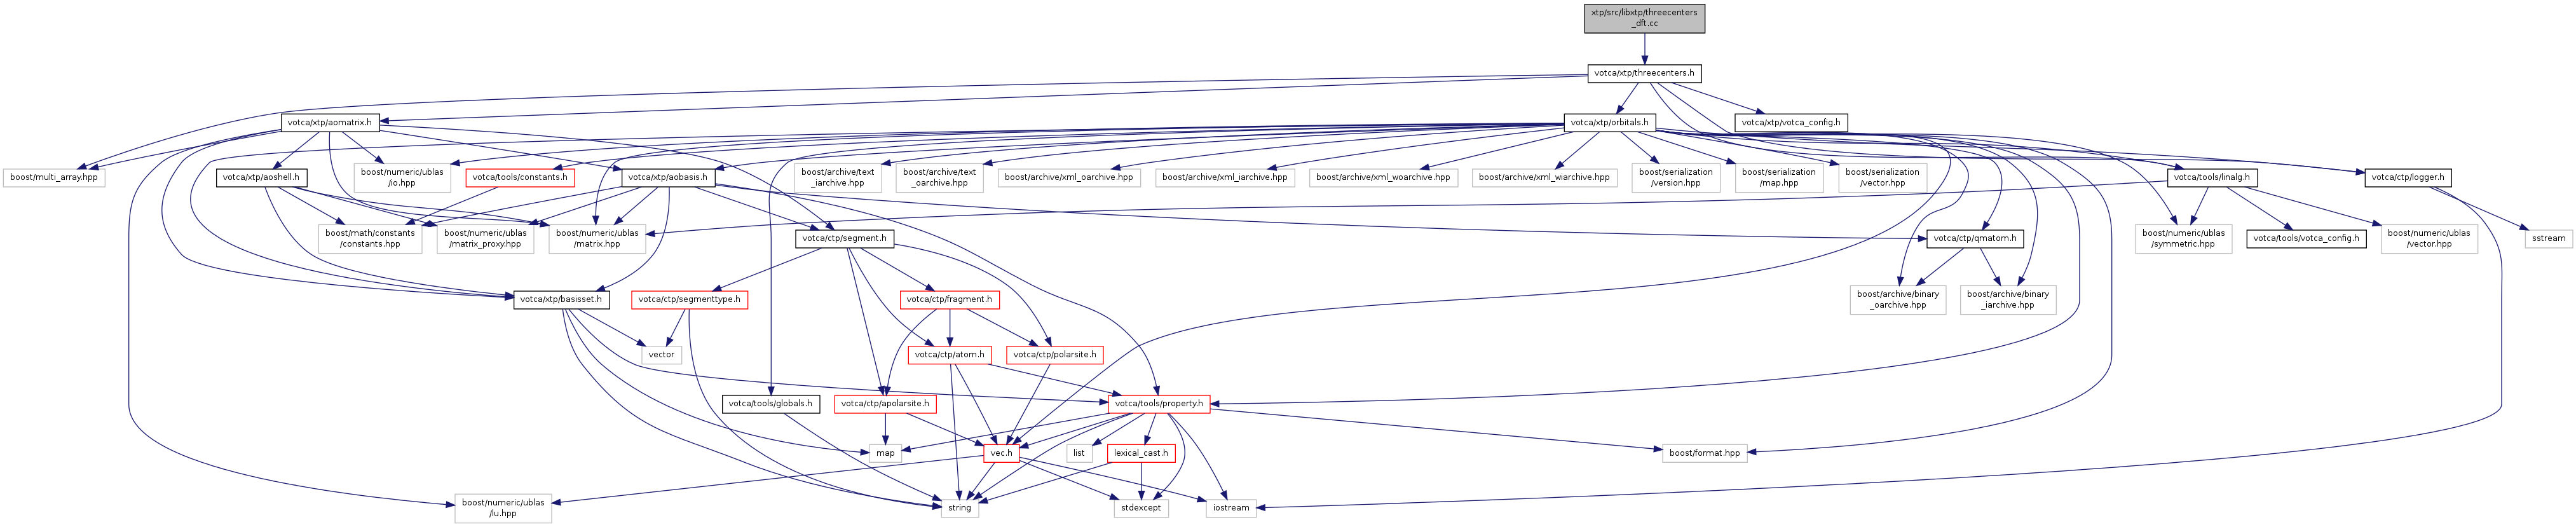 xtp/src/libxtp/threecenters
_dft.cc
votca/xtp/threecenters.h
votca/xtp/aomatrix.h
votca/xtp/orbitals.h
votca/xtp/votca_config.h
boost/multi_array.hpp
votca/xtp/aoshell.h
boost/numeric/ublas
/io.hpp
votca/tools/constants.h
votca/xtp/aobasis.h
boost/archive/text
_iarchive.hpp
boost/archive/text
_oarchive.hpp
boost/archive/xml_oarchive.hpp
boost/archive/xml_iarchive.hpp
boost/archive/xml_woarchive.hpp
boost/archive/xml_wiarchive.hpp
boost/serialization
/version.hpp
boost/serialization
/map.hpp
boost/serialization
/vector.hpp
votca/tools/linalg.h
votca/ctp/logger.h
boost/math/constants
/constants.hpp
boost/numeric/ublas
/matrix_proxy.hpp
boost/numeric/ublas
/matrix.hpp
votca/ctp/segment.h
votca/ctp/qmatom.h
boost/numeric/ublas
/symmetric.hpp
votca/tools/votca_config.h
boost/numeric/ublas
/vector.hpp
sstream
votca/xtp/basisset.h
votca/ctp/segmenttype.h
votca/ctp/fragment.h
boost/archive/binary
_oarchive.hpp
boost/archive/binary
_iarchive.hpp
vector
votca/ctp/atom.h
votca/ctp/polarsite.h
votca/tools/globals.h
votca/ctp/apolarsite.h
votca/tools/property.h
map
vec.h
list
lexical_cast.h
boost/format.hpp
boost/numeric/ublas
/lu.hpp
string
stdexcept
iostream